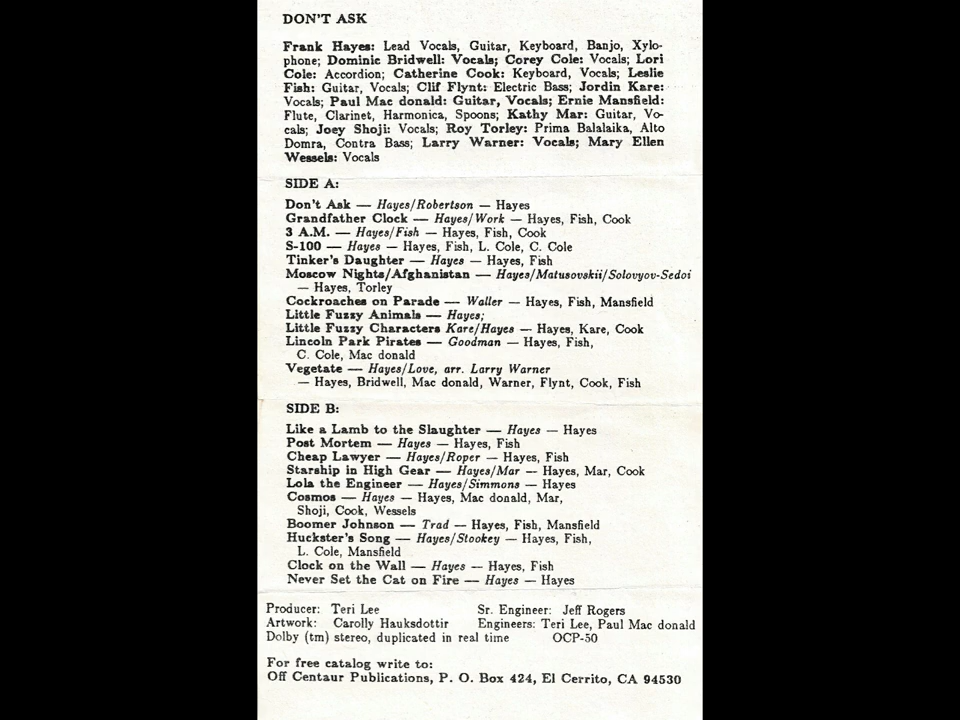 DON'T ASK
Frank Hayes: Lead Vocals, Guitar, Keyboard, Banjo, Xylo-
phone; Dominic Bridwell: Vocals; Corey Cole: Vocals; Lori
Cole: Accordion; Catherine Cook: Keyboard, Vocals; Leslie
Fish: Guitar, Vocals; Clif Flynt: Electric Bass; Jordin Kare:
Vocals; Paul Mac donald: Guitar, Vocals; Ernie Mansfield:
Flute, Clarinet, Harmonica, Spoons; Kathy Mar: Guitar, Vo-
cals; Joey Shoji: Vocals; Roy Torley: Prima Balalaika, Alto
Domra, Contra Bass; Larry Warner: Vocals; Mary Ellen
Wessels: Vocals
SIDE A:
Don't Ask — Hayes/Robertson — Hayes
Grandfather Clock — Hayes/Work — Hayes, Fish, Cook
3 A.M. — Hayes/Fish — Hayes, Fish, Cook
S-100 — Hayes — Hayes, Fish, L. Cole, C. Cole
Tinker's Daughter — Hayes — Hayes, Fish
Moscow Nights/Afghanistan — Hayes/Matusovskii/Solovyov-Sedoi
— Hayes, Torley
Cockroaches on Parade — Waller — Hayes, Fish, Mansfield
Little Fuzzy Animals — Hayes;
Little Fuzzy Characters Kare/Hayes — Hayes, Kare, Cook
Lincoln Park Pirates — Goodman — Hayes, Fish,
C. Cole, Mac donald
Vegetate — Hayes/Love, arr. Larry Warner
— Hayes, Bridwell, Mac donald, Warner, Flynt, Cook, Fish
SIDE B:
Like a Lamb to the Slaughter — Hayes — Hayes
Post Mortem — Hayes — Hayes, Fish
Cheap Lawyer — Hayes/Roper — Hayes, Fish
Starship in High Gear — Hayes/Mar — Hayes, Mar, Cook
Lola the Engineer — Hayes/Simmons — Hayes
Cosmos — Hayes — Hayes, Mac donald, Mar,
Shoji, Cook, Wessels
Boomer Johnson — Trad — Hayes, Fish, Mansfield
Huckster's Song — Hayes/Stookey — Hayes, Fish,
L. Cole, Mansfield
Clock on the Wall — Hayes — Hayes, Fish
Never Set the Cat on Fire — Hayes — Hayes
Producer: Teri Lee Sr. Engineer: Jeff Rogers
Artwork: Carolly Hauksdottir Engineers: Teri Lee, Paul Mac donald
Dolby (tm) stereo, duplicated in real time OCP-50
For free catalog write to:
Off Centaur Publications, P. O. Box 424, El Cerrito, CA 94530